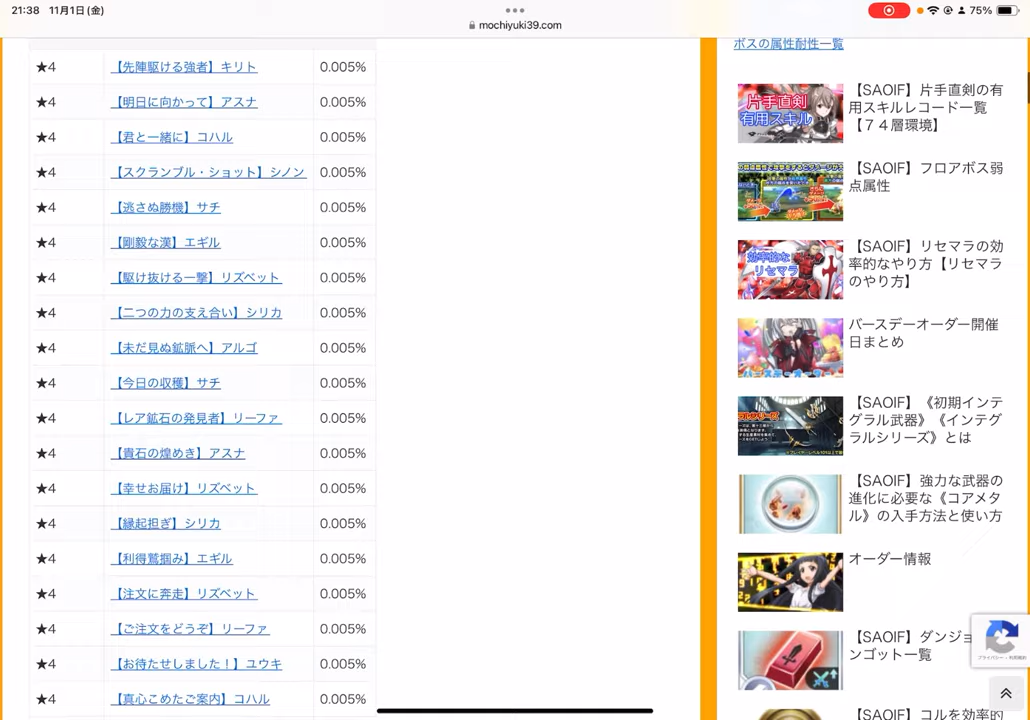 21:38 11月1日(金)
75%
mochiyuki39.com
★4 【先陣駆ける強者】キリト 0.005%
★4 【明日に向かって】アスナ 0.005%
★4 【君と一緒に】コハル 0.005%
★4 【スクランブル・ショット】シノン 0.005%
★4 【逃さぬ勝機】サチ 0.005%
★4 【剛毅な漢】エギル 0.005%
★4 【駆け抜ける一撃】リズベット 0.005%
★4 【二つの力の支え合い】シリカ 0.005%
★4 【未だ見ぬ鉱脈へ】アルゴ 0.005%
★4 【今日の収穫】サチ 0.005%
★4 【レア鉱石の発見者】リーファ 0.005%
★4 【貴石の煌めき】アスナ 0.005%
★4 【幸せお届け】リズベット 0.005%
★4 【縁起担ぎ】シリカ 0.005%
★4 【利得鷲掴み】エギル 0.005%
★4 【注文に奔走】リズベット 0.005%
★4 【ご注文をどうぞ】リーファ 0.005%
★4 【お待たせしました！】ユウキ 0.005%
★4 【真心こめたご案内】コハル 0.005%
ボスの属性耐性一覧
片手直剣
有用スキル
【SAOIF】片手直剣の有
用スキルレコード一覧
【７４層環境】
【SAOIF】フロアボス弱
点属性
効率的な
リセマラ
【SAOIF】リセマラの効
率的なやり方【リセマラ
のやり方】
バースデーオーダー開催
日まとめ
【SAOIF】《初期インテ
グラル武器》《インテ
グラルシリーズ》とは
【SAOIF】強力な武器の
進化に必要な《コアメタ
ル》の入手方法と使い方
オーダー情報
【SAOIF】ダンジョ
ンゴット一覧
プライバシー - 利用規約
【SAOIF】コルを効率的